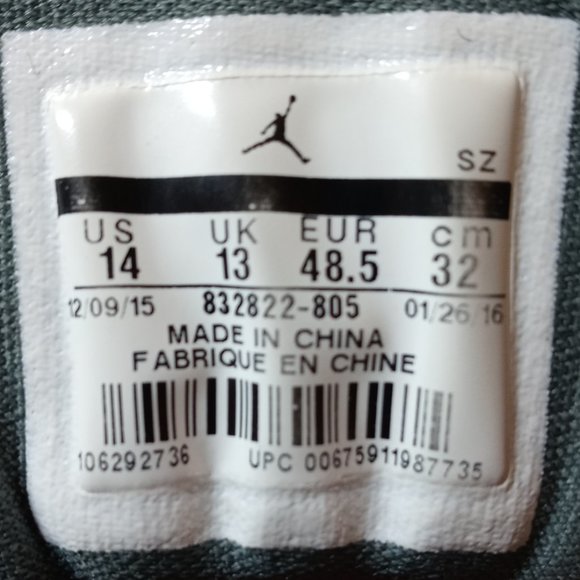 SZ
US UK EUR cm
14 13 48.5 32
12/09/15 832822-805 01/26/16
MADE IN CHINA
FABRIQUE EN CHINE
106292736 UPC 00675911987735